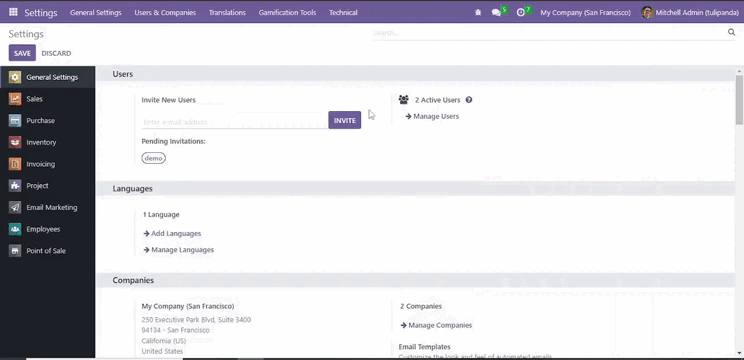 Settings General Settings Users & Companies Translations Gamification Tools Technical 5 7 My Company (San Francisco) Mitchell Admin (tulipanda)
Settings
Search...
SAVE DISCARD
General Settings
Sales
Purchase
Inventory
Invoicing
Project
Email Marketing
Employees
Point of Sale
Users
Invite New Users
Enter e-mail address
INVITE
Pending Invitations:
demo
2 Active Users
Manage Users
Languages
1 Language
Add Languages
Manage Languages
Companies
My Company (San Francisco)
250 Executive Park Blvd, Suite 3400
94134 - San Francisco
California (US)
United States
2 Companies
Manage Companies
Email Templates
Customize the look and feel of automated emails